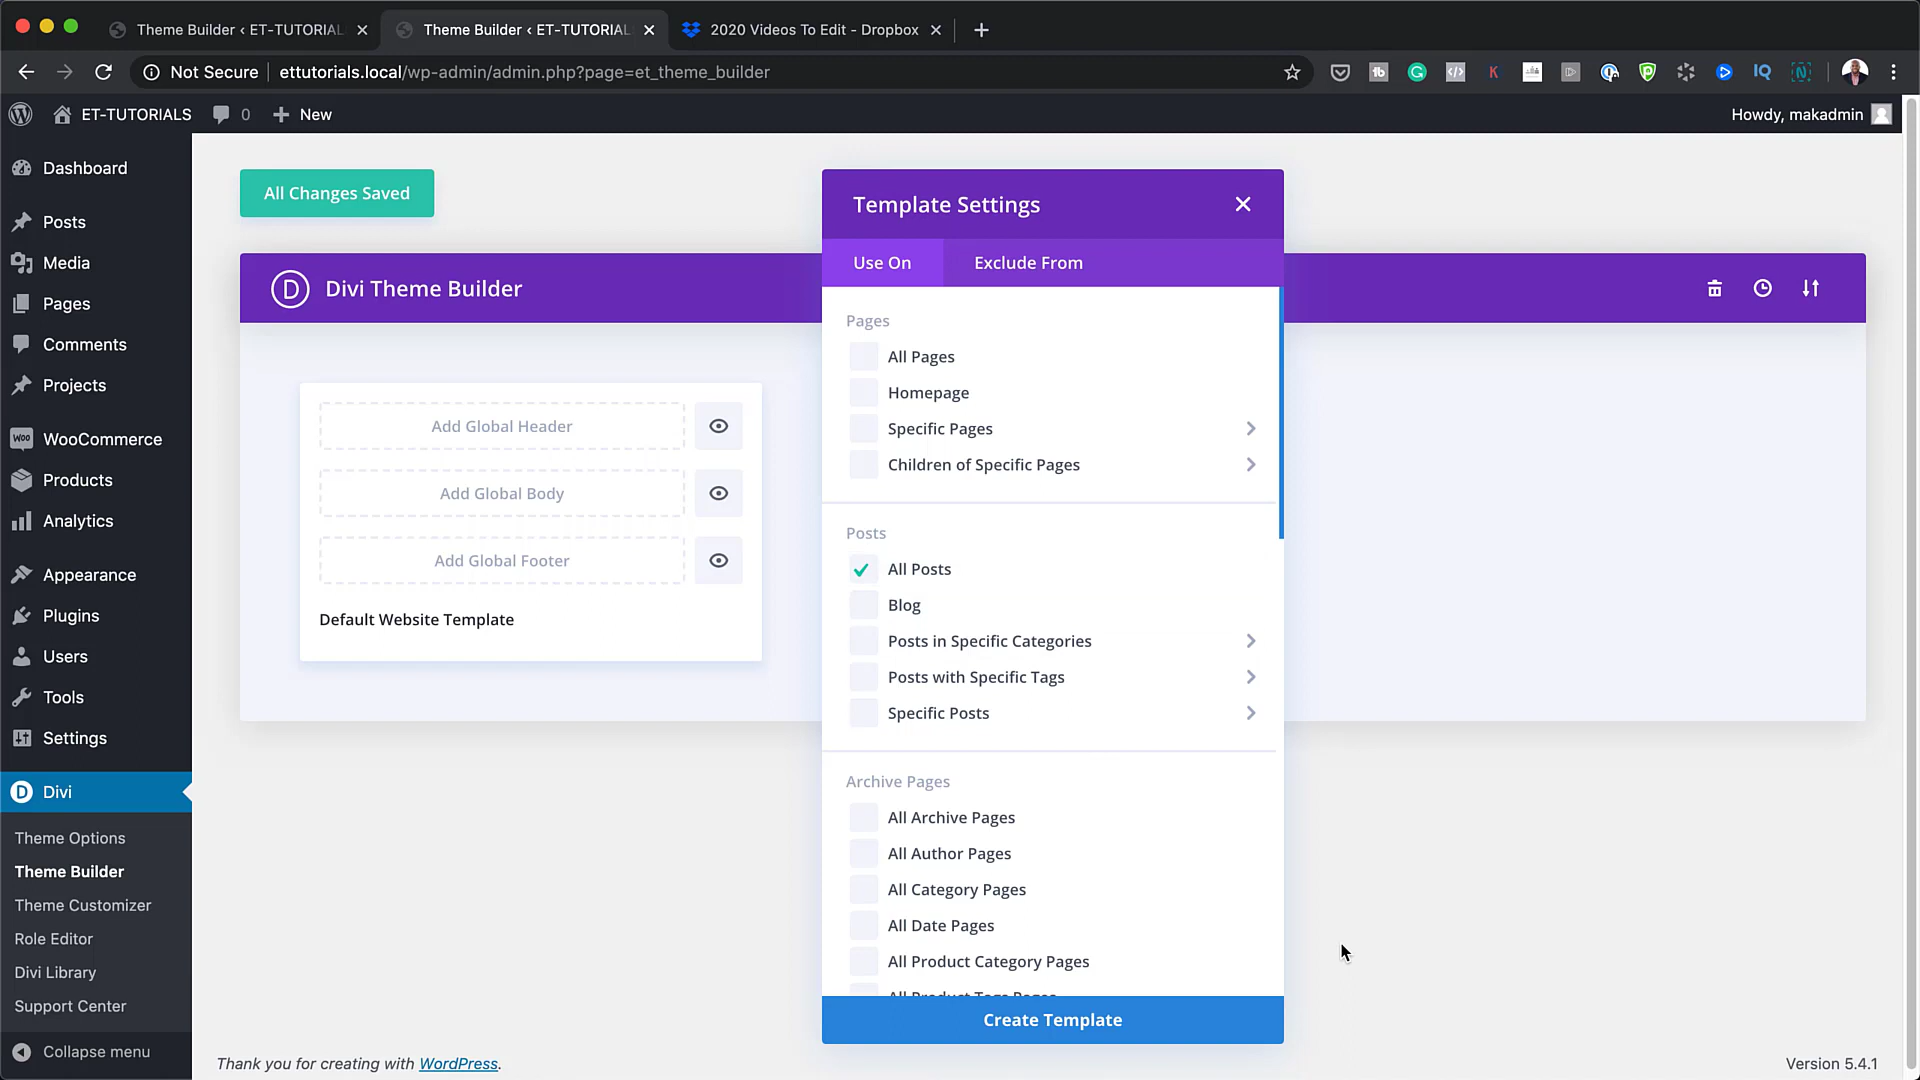 Theme Builder < ET-TUTORIAL
Theme Builder < ET-TUTORIAL
2020 Videos To Edit - Dropbox
Not Secure
ettutorials.local/wp-admin/admin.php?page=et_theme_builder
ET-TUTORIALS
0
New
Howdy, makadmin
Dashboard
Posts
Media
Pages
Comments
Projects
WooCommerce
Products
Analytics
Appearance
Plugins
Users
Tools
Settings
Divi
Theme Options
Theme Builder
Theme Customizer
Role Editor
Divi Library
Support Center
Collapse menu
All Changes Saved
D
Divi Theme Builder
Add Global Header
Add Global Body
Add Global Footer
Default Website Template
Template Settings
Use On
Exclude From
Pages
All Pages
Homepage
Specific Pages
Children of Specific Pages
Posts
All Posts
Blog
Posts in Specific Categories
Posts with Specific Tags
Specific Posts
Archive Pages
All Archive Pages
All Author Pages
All Category Pages
All Date Pages
All Product Category Pages
All Product Tags Pages
Create Template
Thank you for creating with WordPress.
Version 5.4.1